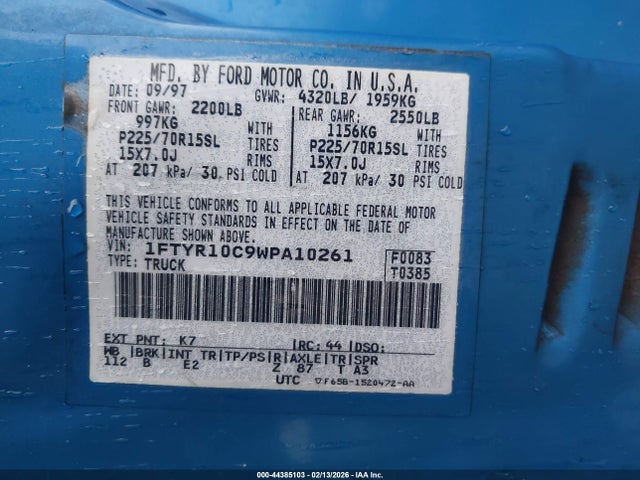 MFD. BY FORD MOTOR CO. IN U.S.A.
DATE: 09/97 GVWR: 4320LB/ 1959KG
FRONT GAWR: 2200LB REAR GAWR: 2550LB
997KG WITH 1156KG WITH
P225/70R15SL TIRES P225/70R15SL TIRES
15X7.0J RIMS 15X7.0J RIMS
AT 207 kPa/ 30 PSI COLD AT 207 kPa/ 30 PSI COLD
THIS VEHICLE CONFORMS TO ALL APPLICABLE FEDERAL MOTOR
VEHICLE SAFETY STANDARDS IN EFFECT ON THE DATE OF
MANUFACTURE SHOWN ABOVE.
VIN: 1FTYR10C9WPA10261 F0083
TYPE: TRUCK T0385
EXT PNT: K7 RC: 44 DSO:
WB BRK INT TR TP/PS R AXLE TR SPR
112 B E2 Z 87 T A3
UTC ▽F65B-1520472-AA
000-44385103 - 02/13/2026 - IAAI.COM